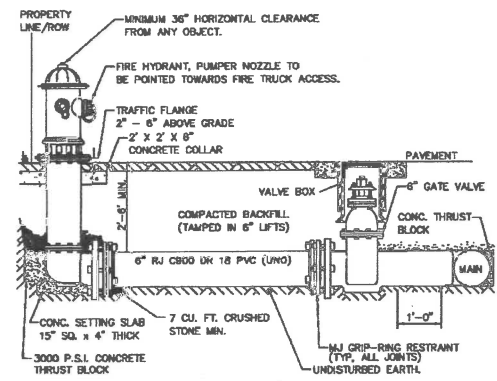 PROPERTY
LINE/ROW
MINIMUM 36" HORIZONTAL CLEARANCE
FROM ANY OBJECT.
FIRE HYDRANT, PUMPER NOZZLE TO
BE POINTED TOWARDS FIRE TRUCK ACCESS.
TRAFFIC FLANGE
2" - 6" ABOVE GRADE
2' X 2' X 8"
CONCRETE COLLAR
PAVEMENT
VALVE BOX
6" GATE VALVE
2'-6" MIN.
COMPACTED BACKFILL
(TAMPED IN 6" LIFTS)
CONC. THRUST
BLOCK
6" RJ C900 DR 18 PVC (UNO)
MAIN
1'-0"
CONC. SETTING SLAB
15" SQ. x 4" THICK
7 CU. FT. CRUSHED
STONE MIN.
MJ GRIP-RING RESTRAINT
(TYP. ALL JOINTS)
3000 P.S.I. CONCRETE
THRUST BLOCK
UNDISTURBED EARTH.